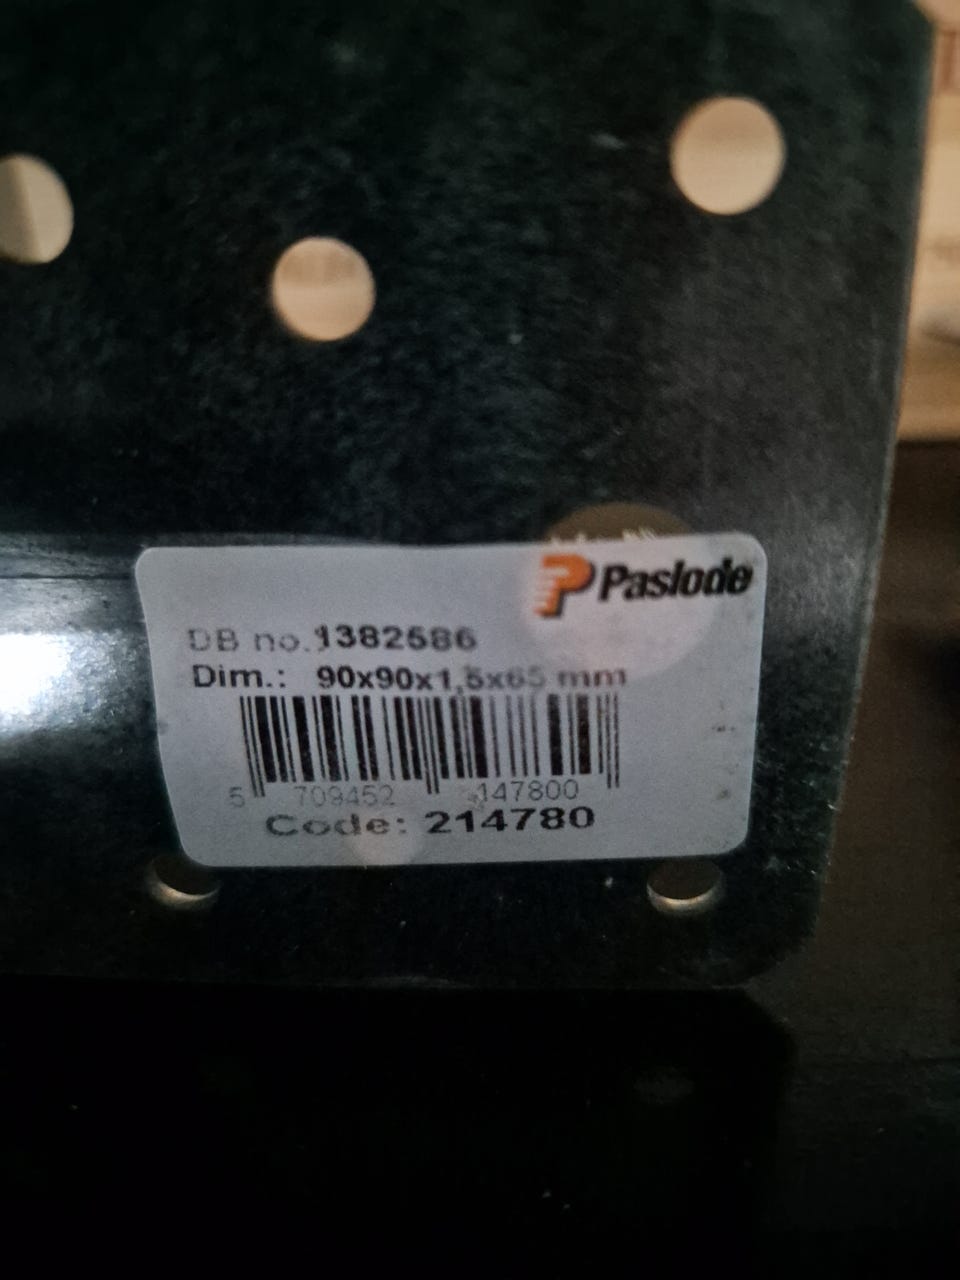 Paslode
DB no. 1382586
Dim.: 90x90x1,5x65 mm
5 709452 147800
Code: 214780